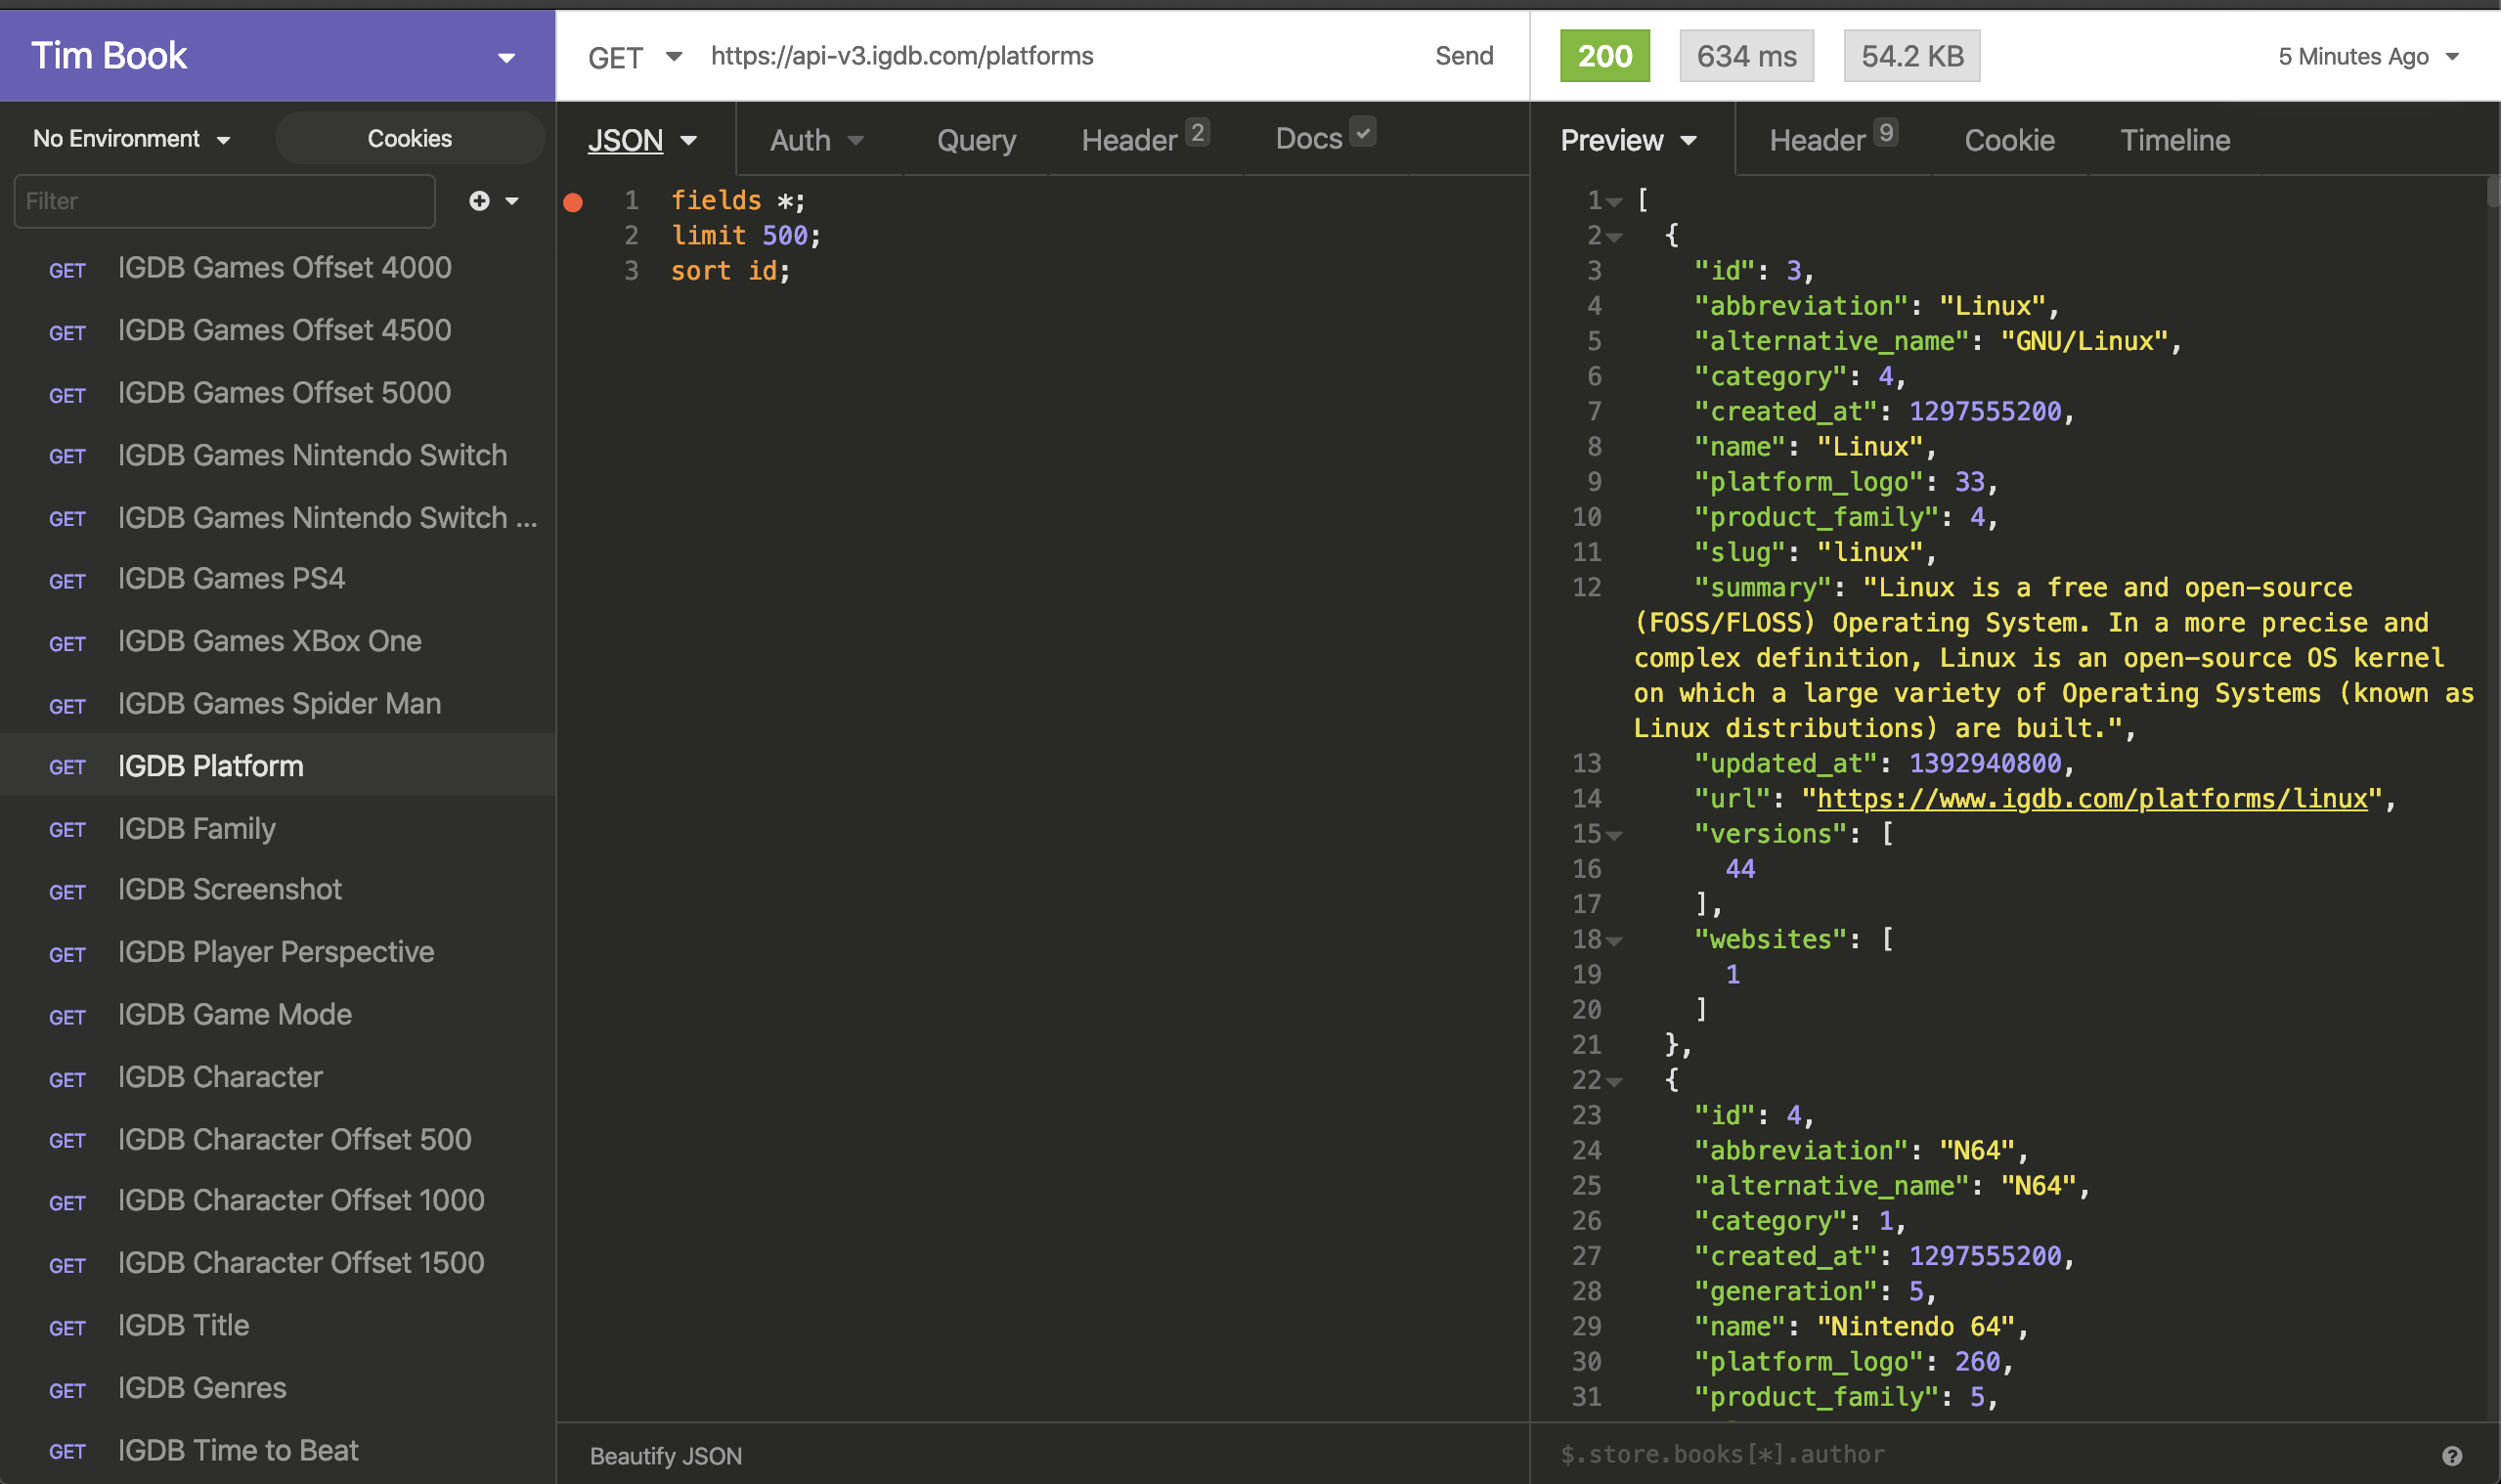 Tim Book
GET https://api-v3.igdb.com/platforms Send
200 634 ms 54.2 KB 5 Minutes Ago
No Environment Cookies
Filter
GET IGDB Games Offset 4000
GET IGDB Games Offset 4500
GET IGDB Games Offset 5000
GET IGDB Games Nintendo Switch
GET IGDB Games Nintendo Switch ...
GET IGDB Games PS4
GET IGDB Games XBox One
GET IGDB Games Spider Man
GET IGDB Platform
GET IGDB Family
GET IGDB Screenshot
GET IGDB Player Perspective
GET IGDB Game Mode
GET IGDB Character
GET IGDB Character Offset 500
GET IGDB Character Offset 1000
GET IGDB Character Offset 1500
GET IGDB Title
GET IGDB Genres
GET IGDB Time to Beat
JSON Auth Query Header 2 Docs
1 fields *;
2 limit 500;
3 sort id;
Beautify JSON
Preview Header 9 Cookie Timeline
1 [
2 {
3 "id": 3,
4 "abbreviation": "Linux",
5 "alternative_name": "GNU/Linux",
6 "category": 4,
7 "created_at": 1297555200,
8 "name": "Linux",
9 "platform_logo": 33,
10 "product_family": 4,
11 "slug": "linux",
12 "summary": "Linux is a free and open-source
(FOSS/FLOSS) Operating System. In a more precise and
complex definition, Linux is an open-source OS kernel
on which a large variety of Operating Systems (known as
Linux distributions) are built.",
13 "updated_at": 1392940800,
14 "url": "https://www.igdb.com/platforms/linux",
15 "versions": [
16 44
17 ],
18 "websites": [
19 1
20 ]
21 },
22 {
23 "id": 4,
24 "abbreviation": "N64",
25 "alternative_name": "N64",
26 "category": 1,
27 "created_at": 1297555200,
28 "generation": 5,
29 "name": "Nintendo 64",
30 "platform_logo": 260,
31 "product_family": 5,
$.store.books[*].author